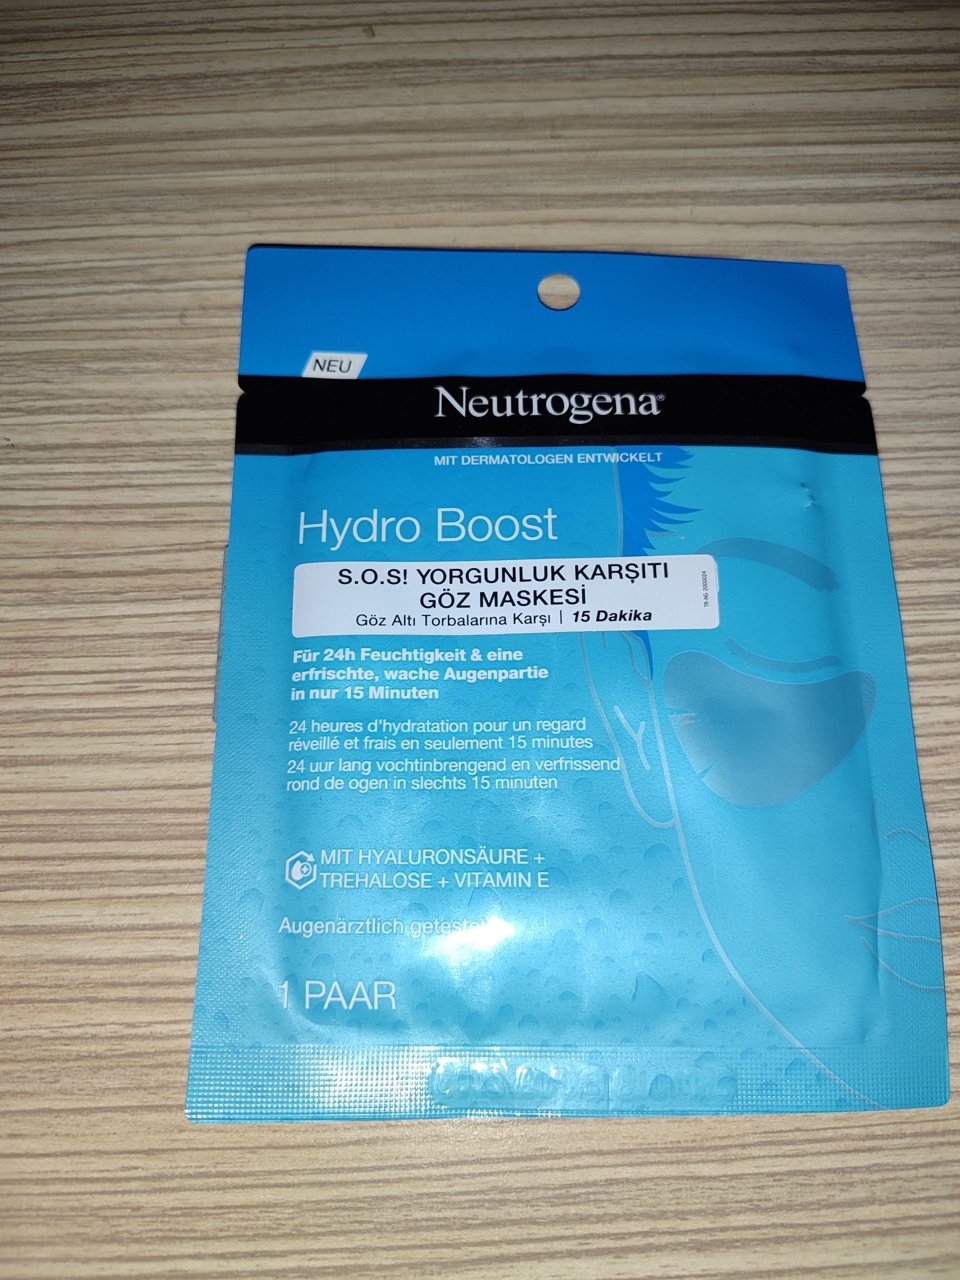 NEU
Neutrogena®
MIT DERMATOLOGEN ENTWICKELT
Hydro Boost
S.O.S! YORGUNLUK KARŞITI
GÖZ MASKESİ
Göz Altı Torbalarına Karşı | 15 Dakika
Für 24h Feuchtigkeit & eine
erfrischte, wache Augenpartie
in nur 15 Minuten
24 heures d'hydratation pour un regard
réveillé et frais en seulement 15 minutes
24 uur lang vochtinbrengend en verfrissend
rond de ogen in slechts 15 minuten
MIT HYALURONSÄURE +
TREHALOSE + VITAMIN E
Augenärztlich getestet
1 PAAR